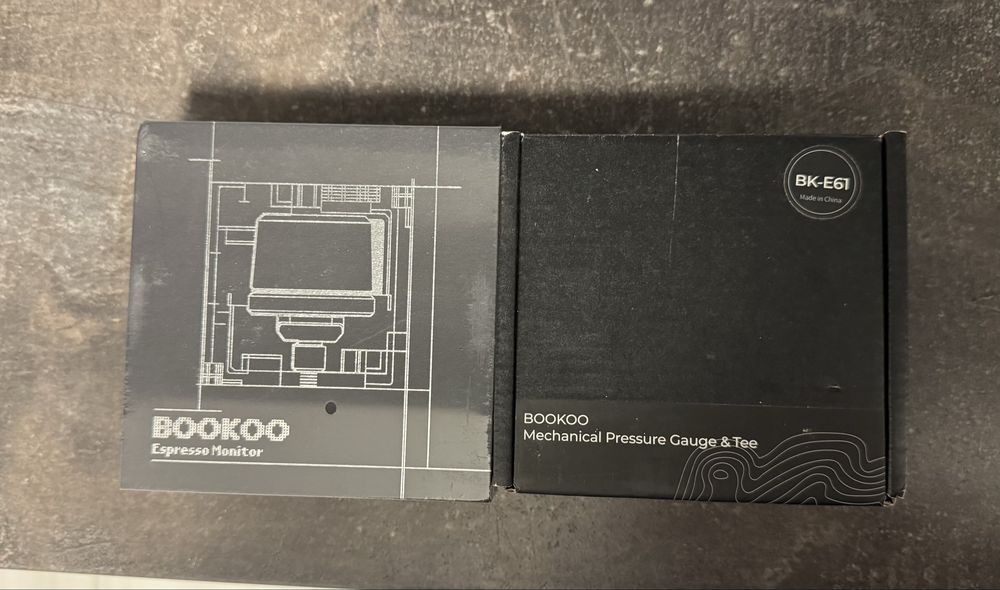 BOOKOO
Espresso Monitor
BK-E61
Made in China
BOOKOO
Mechanical Pressure Gauge & Tee